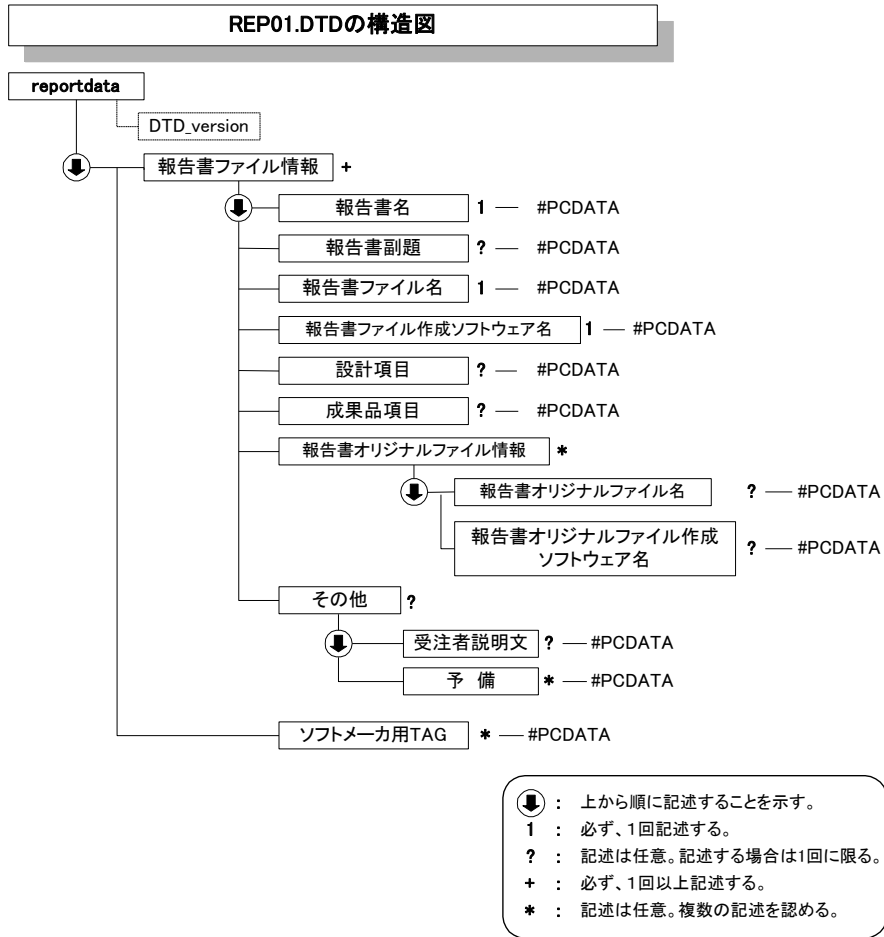 REP01.DTDの構造図
reportdata
DTD_version
報告書ファイル情報 +
報告書名 1 — #PCDATA
報告書副題 ? — #PCDATA
報告書ファイル名 1 — #PCDATA
報告書ファイル作成ソフトウェア名 1 — #PCDATA
設計項目 ? — #PCDATA
成果品項目 ? — #PCDATA
報告書オリジナルファイル情報 *
報告書オリジナルファイル名 ? — #PCDATA
報告書オリジナルファイル作成
ソフトウェア名 ? — #PCDATA
その他 ?
受注者説明文 ? — #PCDATA
予 備 * — #PCDATA
ソフトメーカ用TAG * — #PCDATA
： 上から順に記述することを示す。
1 ： 必ず、1回記述する。
? ： 記述は任意。記述する場合は1回に限る。
+ ： 必ず、1回以上記述する。
* ： 記述は任意。複数の記述を認める。